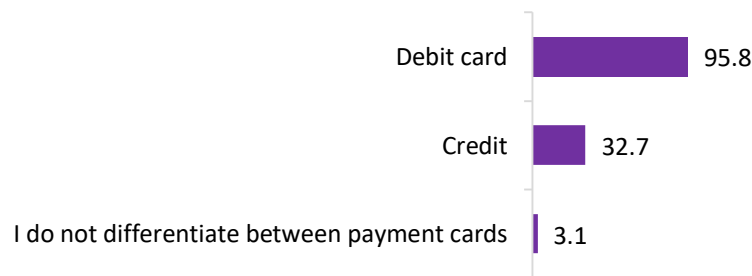 Debit card 95.8
Credit 32.7
I do not differentiate between payment cards 3.1